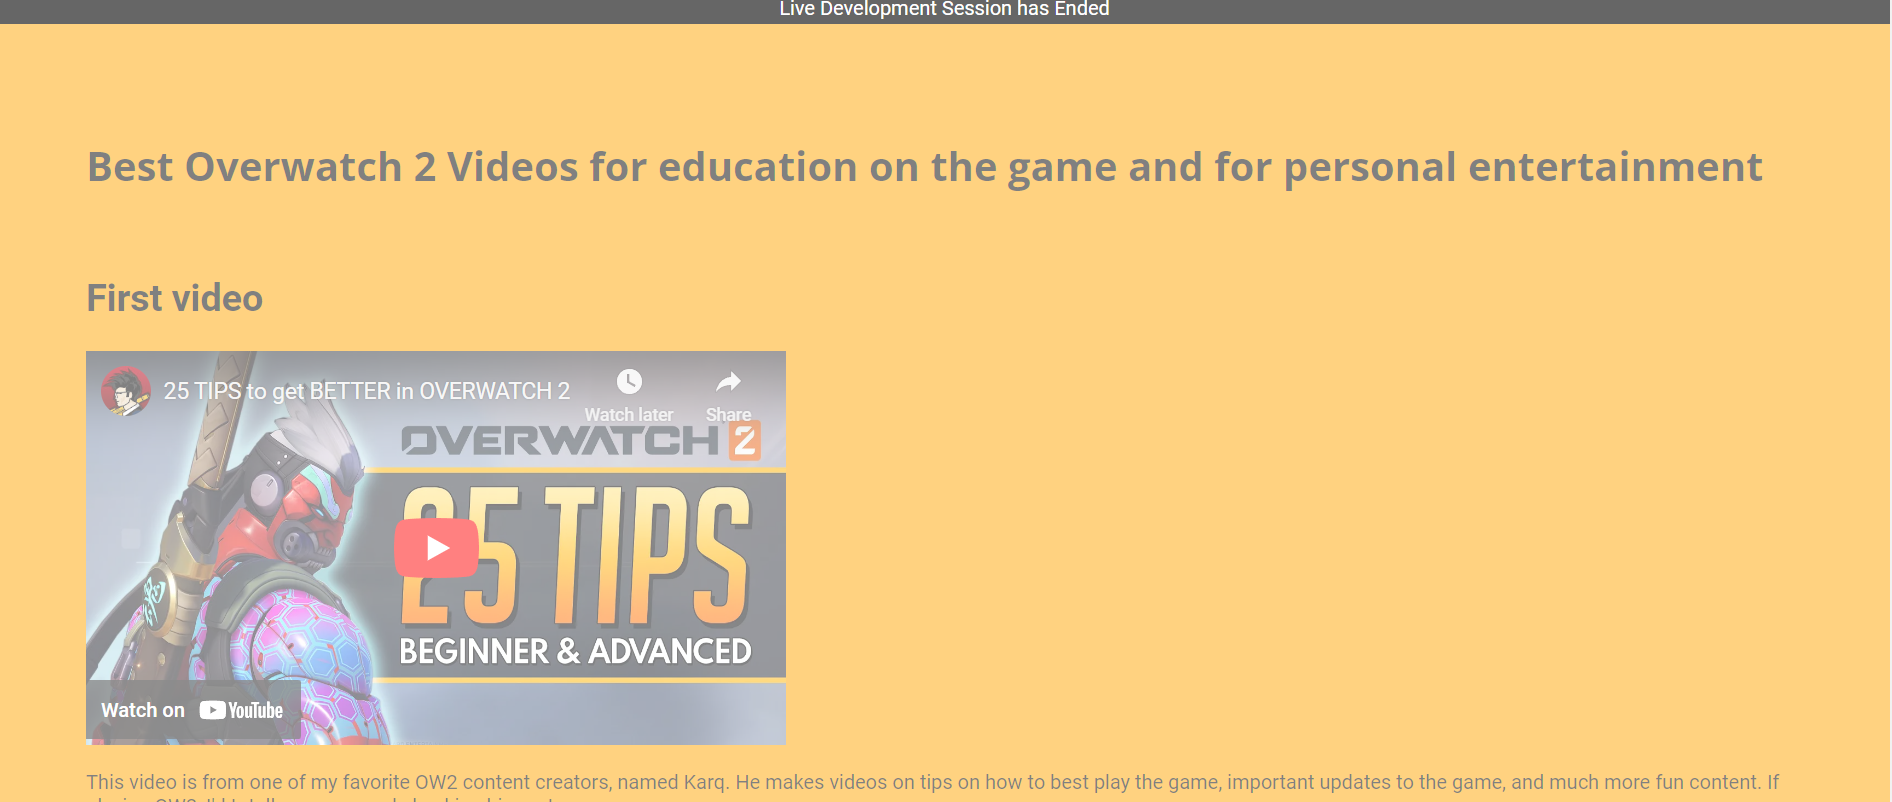 Live Development Session has Ended
Best Overwatch 2 Videos for education on the game and for personal entertainment
First video
25 TIPS to get BETTER in OVERWATCH 2
Watch later
Share
OVERWATCH 2
25 TIPS
BEGINNER & ADVANCED
Watch on YouTube
This video is from one of my favorite OW2 content creators, named Karq. He makes videos on tips on how to best play the game, important updates to the game, and much more fun content. If